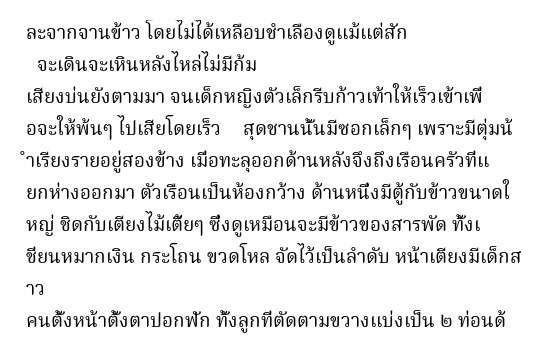 ละจากจานข้าว โดยไม่ได้เหลือบชำเลืองดูแม้แต่สัก
จะเดินจะเหินหลังไหล่ไม่มีก้ม
เสียงบ่นยังตามมา จนเด็กหญิงตัวเล็กรีบก้าวเท้าให้เร็วเข้าเพื่
อจะให้พ้นๆ ไปเสียโดยเร็ว สุดชานนั้นมีซอกเล็กๆ เพราะมีตุ่มน้
ำเรียงรายอยู่สองข้าง เมื่อทะลุออกด้านหลังจึงถึงเรือนครัวที่แ
ยกห่างออกมา ตัวเรือนเป็นห้องกว้าง ด้านหนึ่งมีตู้กับข้าวขนาดใ
หญ่ ชิดกับเตียงไม้เตี้ยๆ ซึ่งดูเหมือนจะมีข้าวของสารพัด ทั้งเ
ชี่ยนหมากเงิน กระโถน ขวดโหล จัดไว้เป็นลำดับ หน้าเตียงมีเด็กส
าว
คนตั้งหน้าตั้งตาปอกฟัก ทั้งลูกที่ตัดตามขวางแบ่งเป็น ๒ ท่อนด้